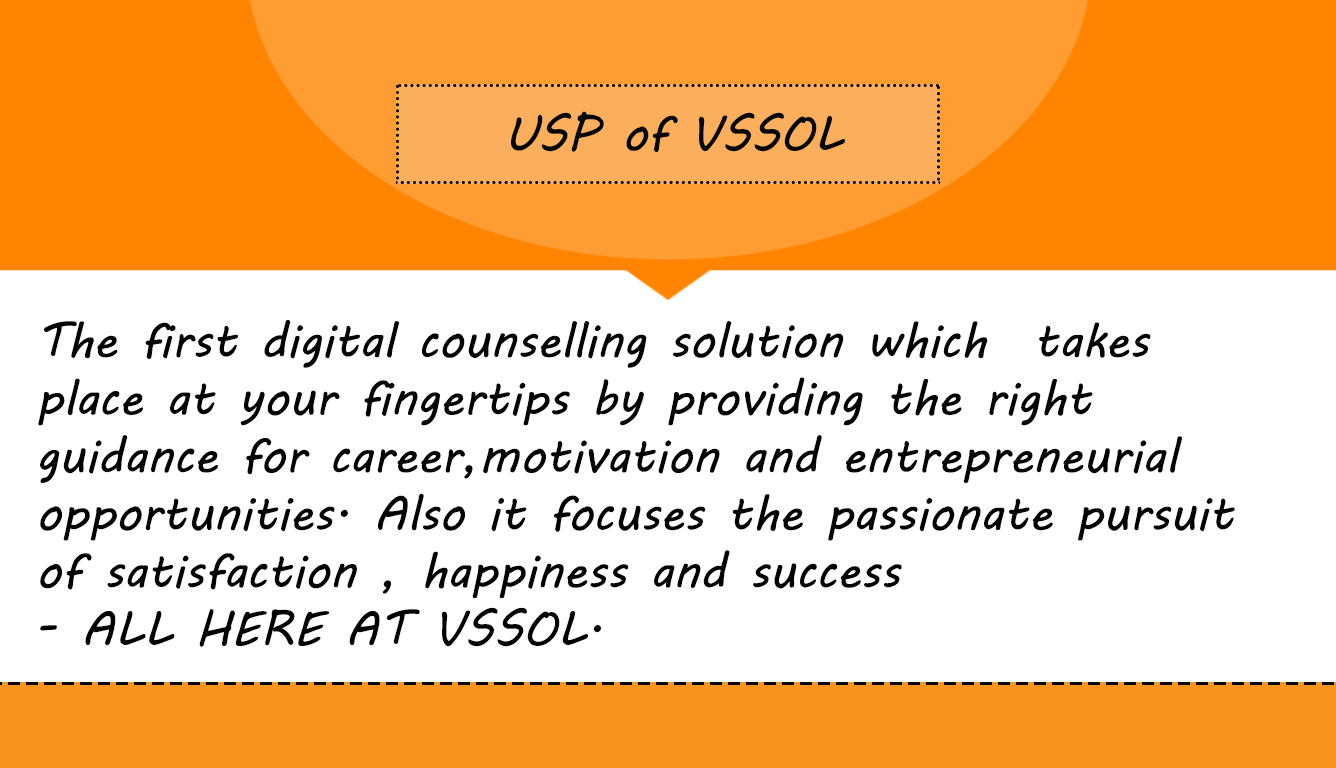 USP of VSSOL
The first digital counselling solution which takes
place at your fingertips by providing the right
guidance for career,motivation and entrepreneurial
opportunities. Also it focuses the passionate pursuit
of satisfaction , happiness and success
- ALL HERE AT VSSOL.